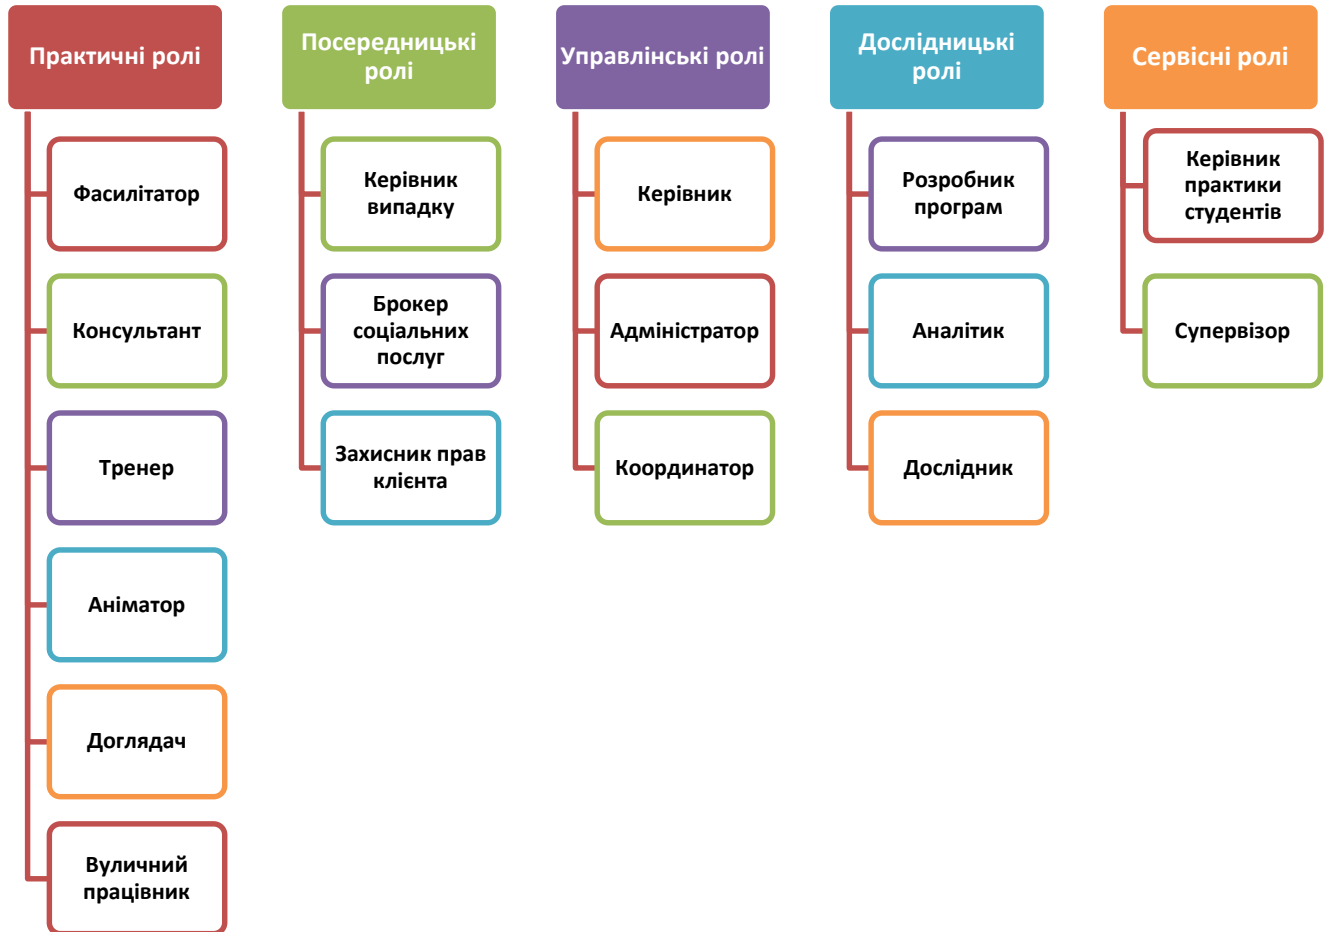 Практичні ролі
Фасилітатор
Консультант
Тренер
Аніматор
Доглядач
Вуличний
працівник
Посередницькі
ролі
Керівник
випадку
Брокер
соціальних
послуг
Захисник прав
клієнта
Управлінські ролі
Керівник
Адміністратор
Координатор
Дослідницькі
ролі
Розробник
програм
Аналітик
Дослідник
Сервісні ролі
Керівник
практики
студентів
Супервізор